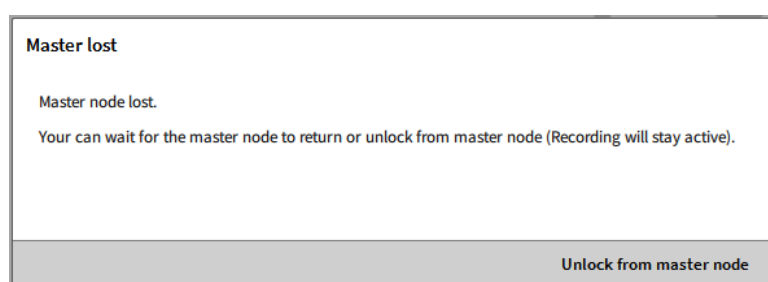 Master lost
Master node lost.
Your can wait for the master node to return or unlock from master node (Recording will stay active).
Unlock from master node